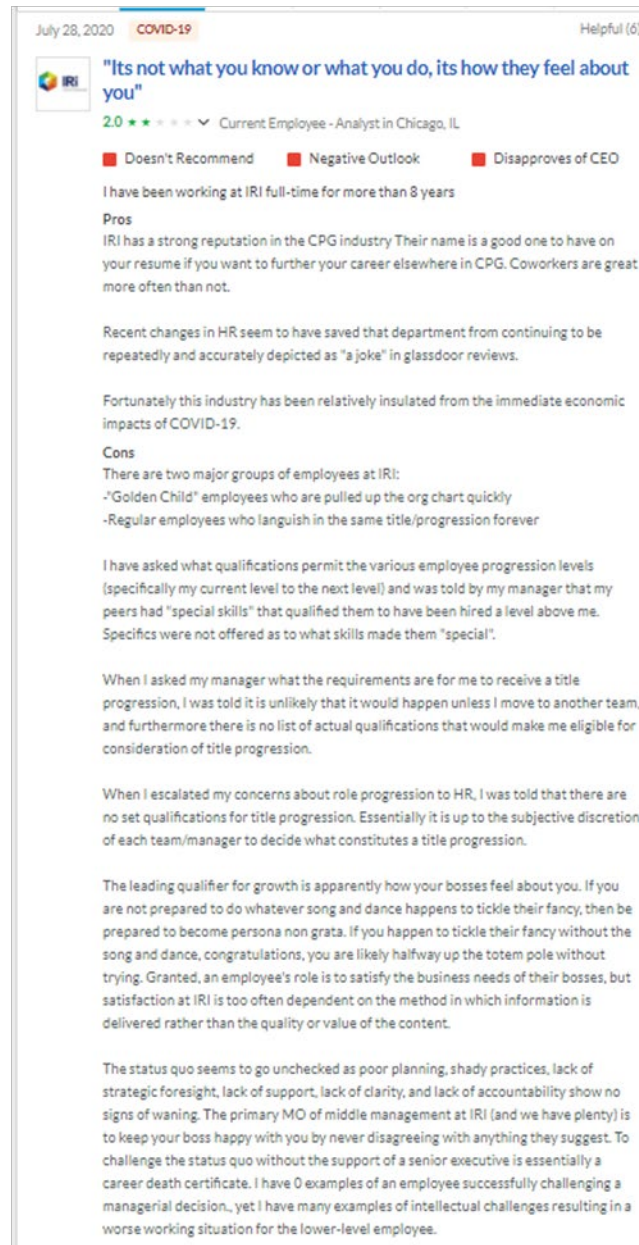 July 28, 2020 COVID-19 Helpful (6)
IRi
"Its not what you know or what you do, its how they feel about
you"
2.0 ★★★★★ Current Employee - Analyst in Chicago, IL
Doesn't Recommend Negative Outlook Disapproves of CEO
I have been working at IRI full-time for more than 8 years
Pros
IRI has a strong reputation in the CPG industry Their name is a good one to have on
your resume if you want to further your career elsewhere in CPG. Coworkers are great
more often than not.
Recent changes in HR seem to have saved that department from continuing to be
repeatedly and accurately depicted as "a joke" in glassdoor reviews.
Fortunately this industry has been relatively insulated from the immediate economic
impacts of COVID-19.
Cons
There are two major groups of employees at IRI:
-"Golden Child" employees who are pulled up the org chart quickly
-Regular employees who languish in the same title/progression forever
I have asked what qualifications permit the various employee progression levels
(specifically my current level to the next level) and was told by my manager that my
peers had "special skills" that qualified them to have been hired a level above me.
Specifics were not offered as to what skills made them "special".
When I asked my manager what the requirements are for me to receive a title
progression, I was told it is unlikely that it would happen unless I move to another team,
and furthermore there is no list of actual qualifications that would make me eligible for
consideration of title progression.
When I escalated my concerns about role progression to HR, I was told that there are
no set qualifications for title progression. Essentially it is up to the subjective discretion
of each team/manager to decide what constitutes a title progression.
The leading qualifier for growth is apparently how your bosses feel about you. If you
are not prepared to do whatever song and dance happens to tickle their fancy, then be
prepared to become persona non grata. If you happen to tickle their fancy without the
song and dance, congratulations, you are likely halfway up the totem pole without
trying. Granted, an employee's role is to satisfy the business needs of their bosses, but
satisfaction at IRI is too often dependent on the method in which information is
delivered rather than the quality or value of the content.
The status quo seems to go unchecked as poor planning, shady practices, lack of
strategic foresight, lack of support, lack of clarity, and lack of accountability show no
signs of waning. The primary MO of middle management at IRI (and we have plenty) is
to keep your boss happy with you by never disagreeing with anything they suggest. To
challenge the status quo without the support of a senior executive is essentially a
career death certificate. I have 0 examples of an employee successfully challenging a
managerial decision., yet I have many examples of intellectual challenges resulting in a
worse working situation for the lower-level employee.